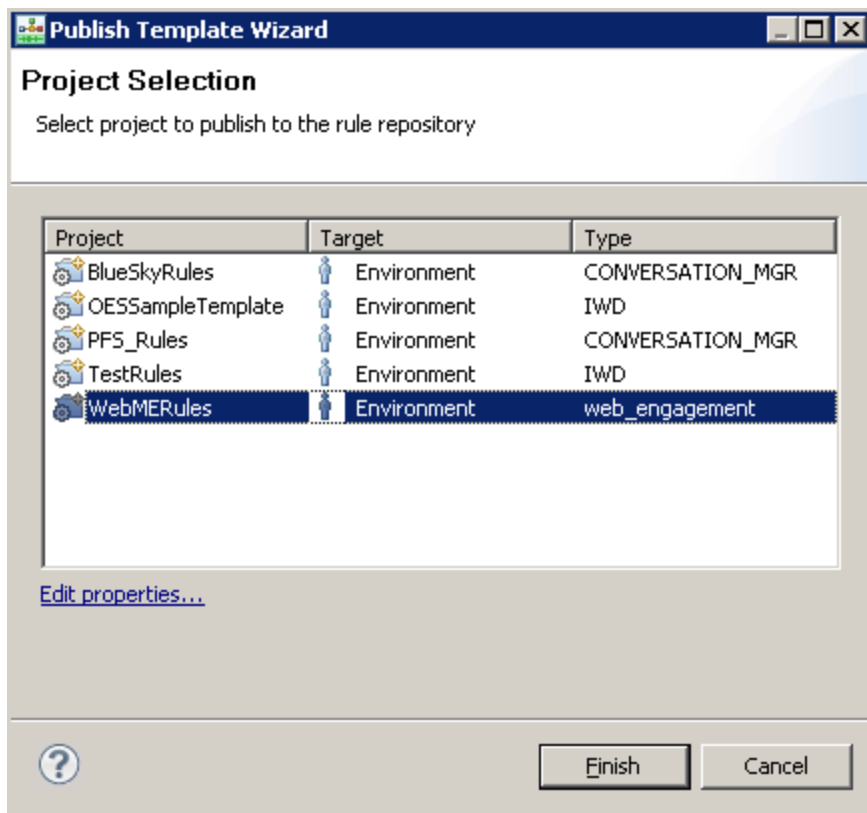 Publish Template Wizard
Project Selection
Select project to publish to the rule repository
Project Target Type
BlueSkyRules Environment CONVERSATION_MGR
OESSampleTemplate Environment IWD
PFS_Rules Environment CONVERSATION_MGR
TestRules Environment IWD
WebMERules Environment web_engagement
Edit properties...
? Finish Cancel